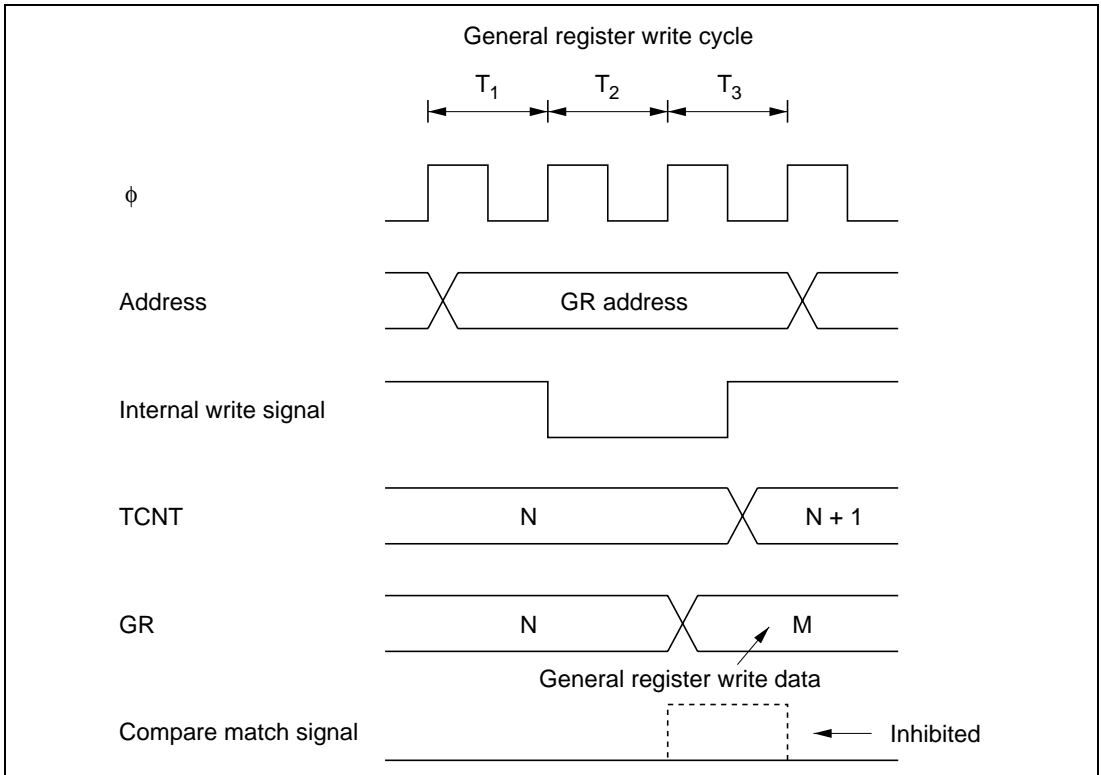 General register write cycle
T1 T2 T3
ϕ
Address GR address
Internal write signal
TCNT N N + 1
GR N M
General register write data
Compare match signal Inhibited